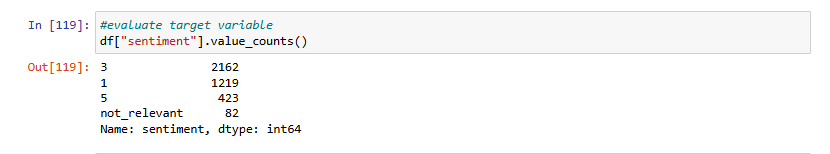 In [119]: #evaluate target variable
df["sentiment"].value_counts()
Out[119]: 3 2162
1 1219
5 423
not_relevant 82
Name: sentiment, dtype: int64